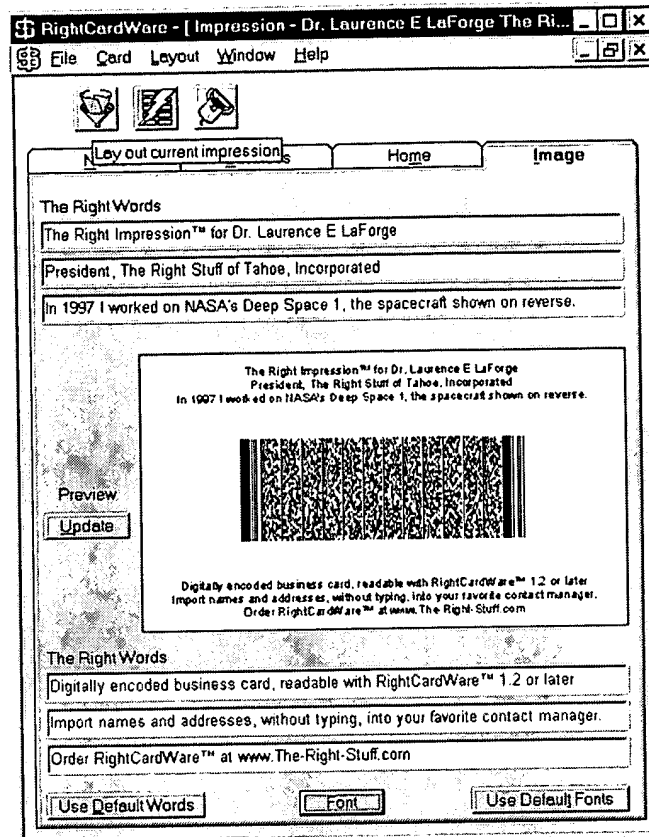 RightCardWare - [ Impression - Dr. Laurence E LaForge The Ri...
File Card Layout Window Help
Lay out current impression
Home Image
The Right Words
The Right Impression™ for Dr. Laurence E LaForge
President, The Right Stuff of Tahoe, Incorporated
In 1997 I worked on NASA's Deep Space 1, the spacecraft shown on reverse.
The Right Impression™ for Dr. Laurence E LaForge
President, The Right Stuff of Tahoe, Incorporated
In 1997 I worked on NASA's Deep Space 1, the spacecraft shown on reverse.
Preview
Update
Digitally encoded business card, readable with RightCardWare™ 1.2 or later
Import names and addresses, without typing, into your favorite contact manager.
Order RightCardWare™ at www.The-Right-Stuff.com
The Right Words
Digitally encoded business card, readable with RightCardWare™ 1.2 or later
Import names and addresses, without typing, into your favorite contact manager.
Order RightCardWare™ at www.The-Right-Stuff.com
Use Default Words Font Use Default Fonts